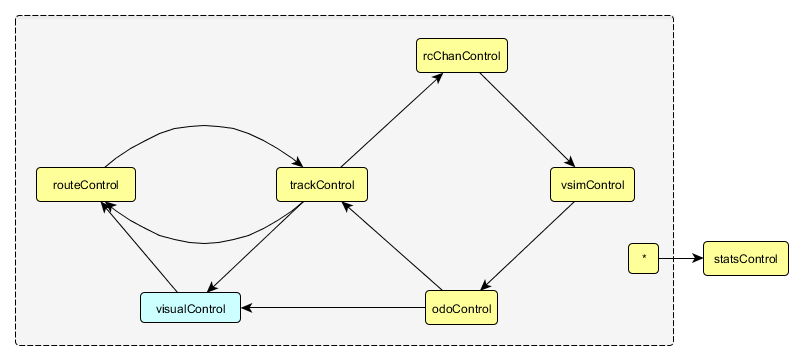 rcChanControl
routeControl
trackControl
vsimControl
*
statsControl
visualControl
odoControl